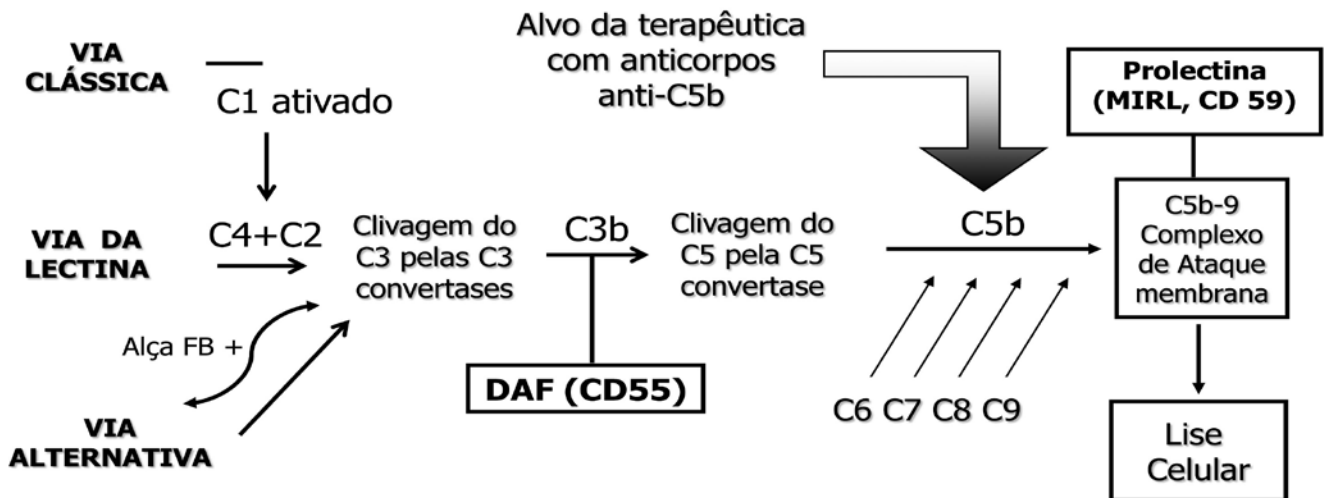 VIA
CLÁSSICA
C1 ativado
Alvo da terapêutica
com anticorpos
anti-C5b
Prolectina
(MIRL, CD 59)
VIA DA
LECTINA
C4+C2
Clivagem do
C3 pelas C3
convertases
C3b
Clivagem do
C5 pela C5
convertase
C5b
C5b-9
Complexo
de Ataque
membrana
Alça FB +
DAF (CD55)
C6 C7 C8 C9
VIA
ALTERNATIVA
Lise
Celular